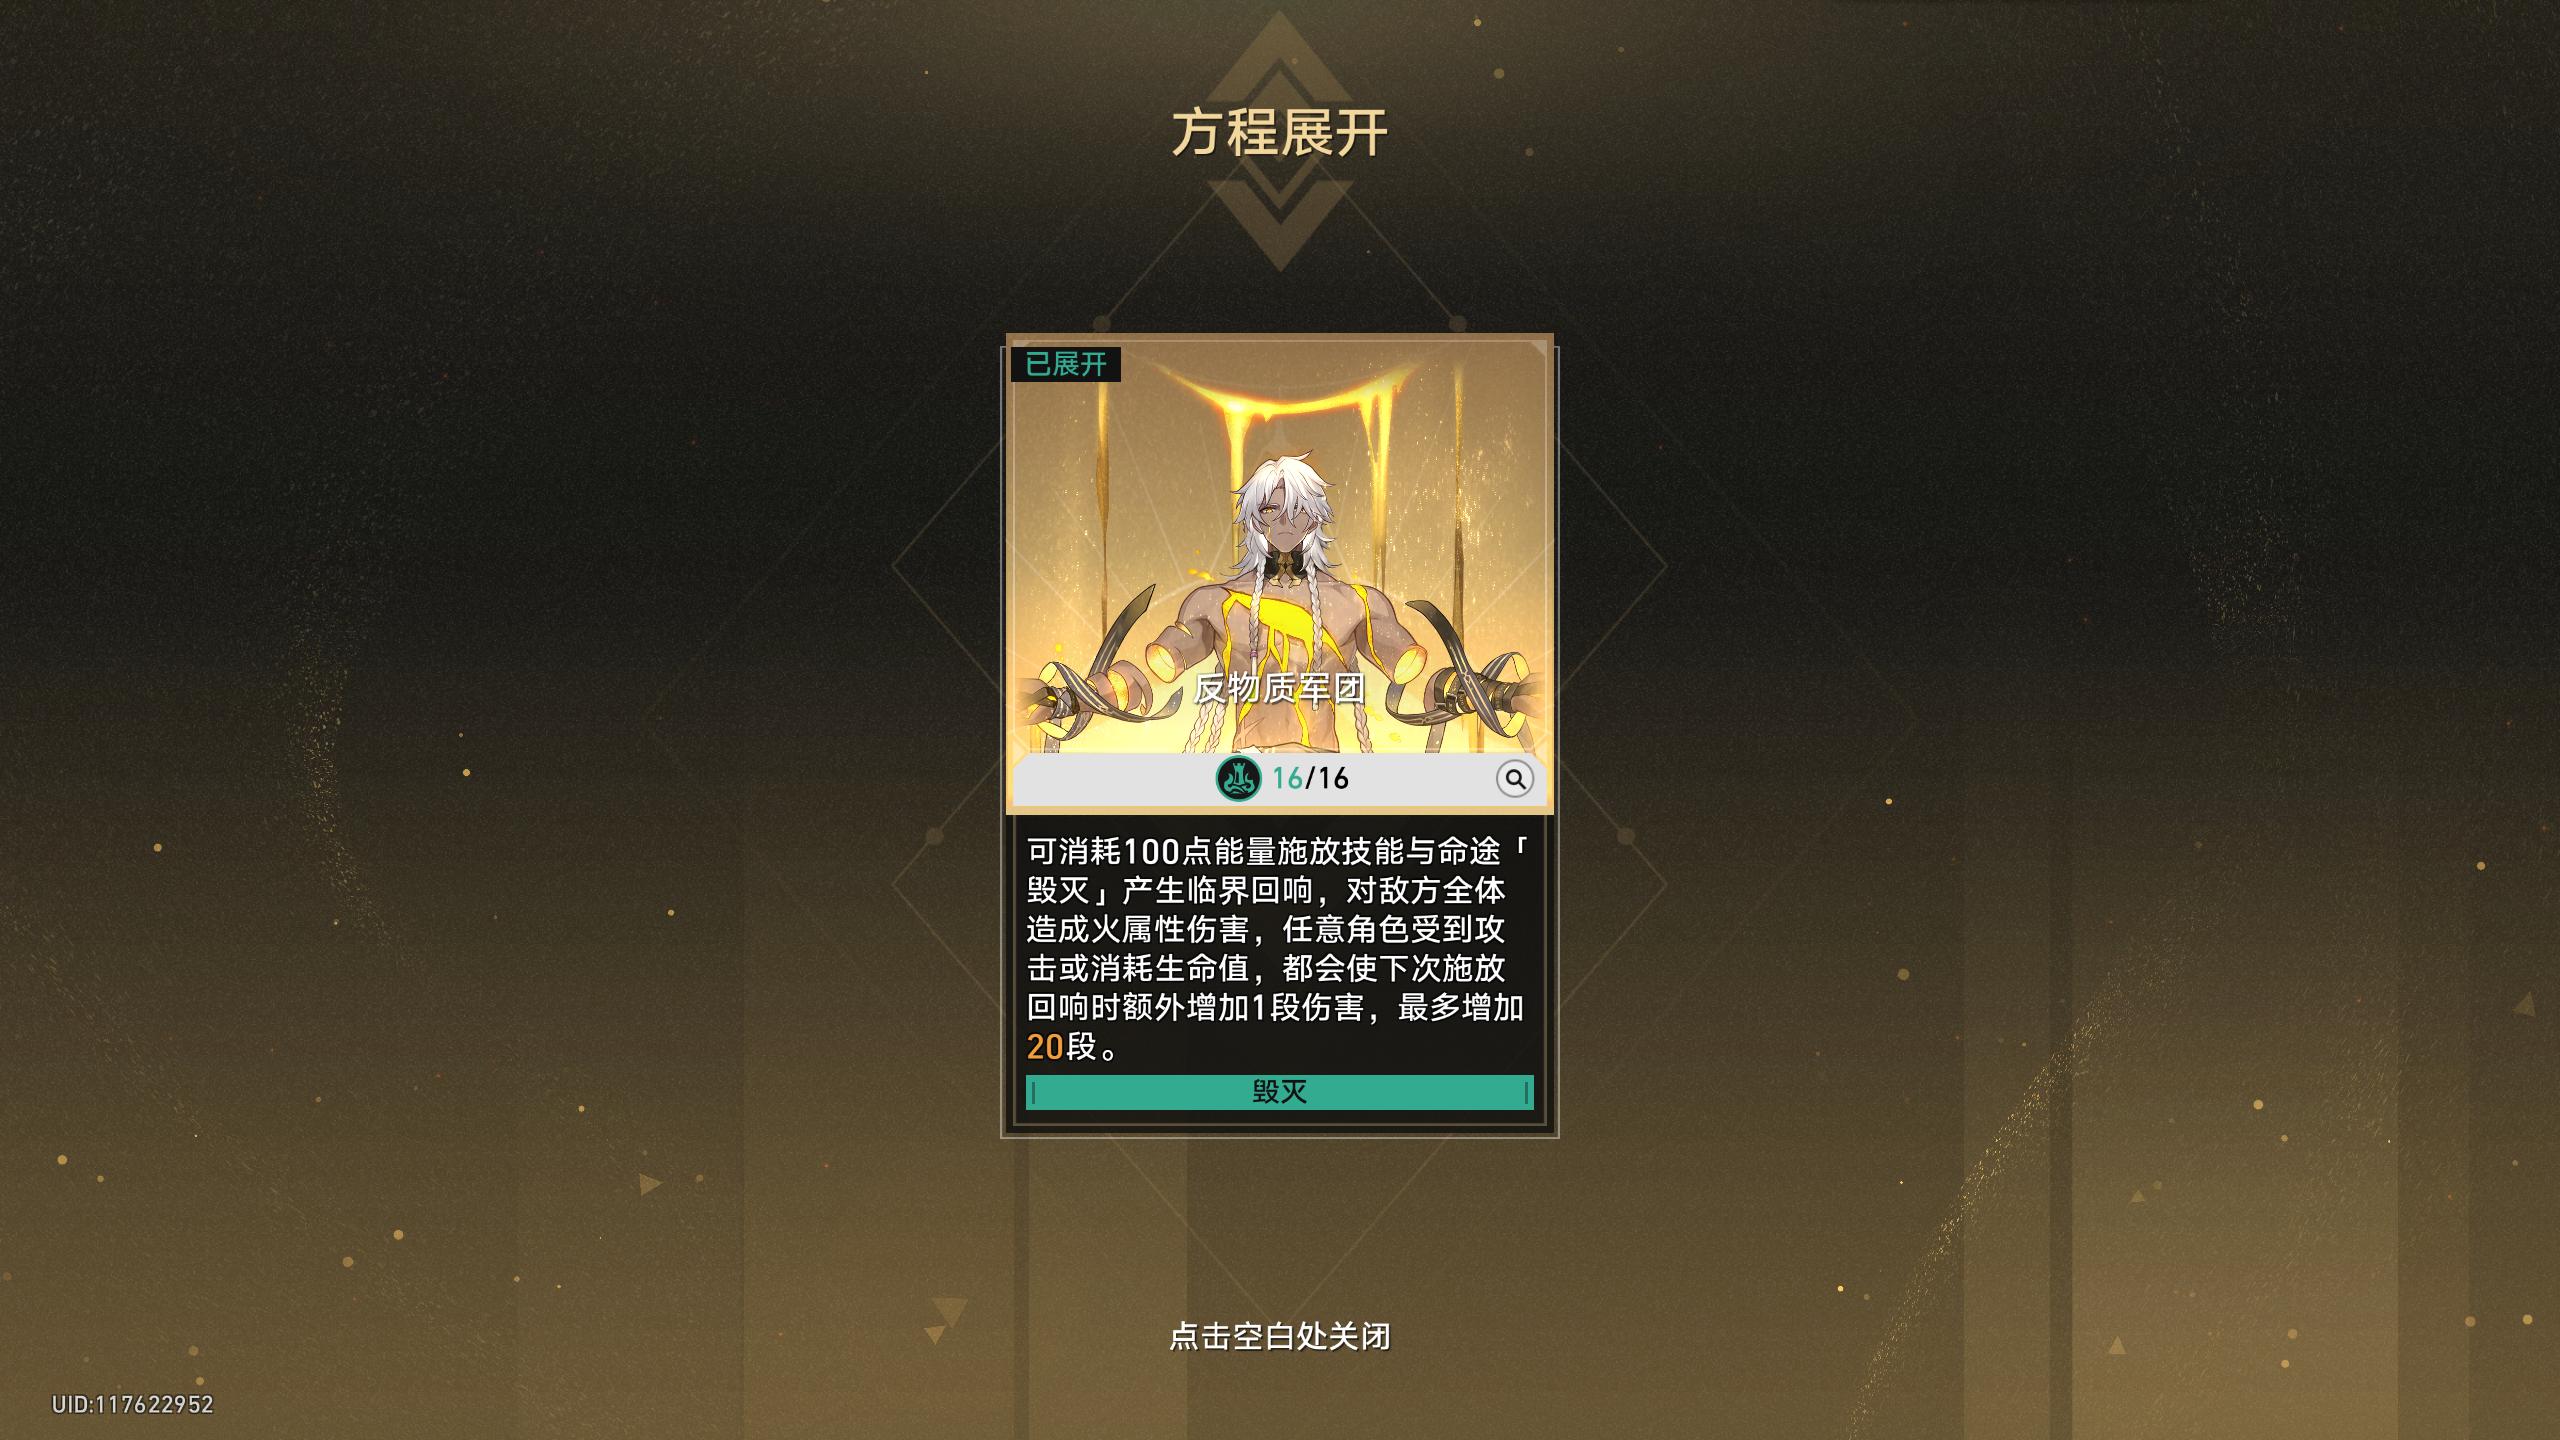 方程展开
已展开
反物质军团
16/16
可消耗100点能量施放技能与命途「
毁灭」产生临界回响，对敌方全体
造成火属性伤害，任意角色受到攻
击或消耗生命值，都会使下次施放
回响时额外增加1段伤害，最多增加
20段。
毁灭
点击空白处关闭
UID:117622952